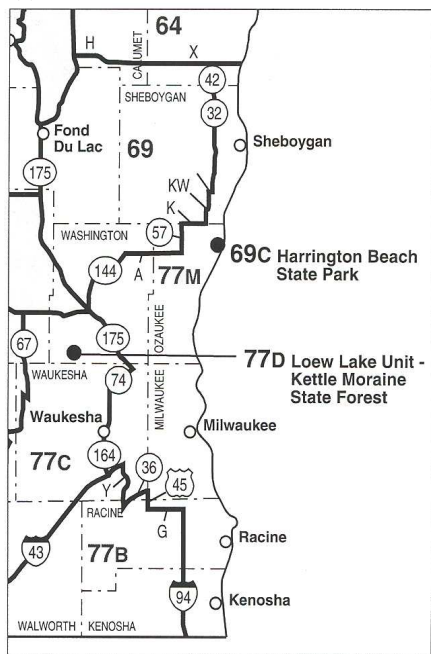 64
H
X
CALUMET
42
SHEBOYGAN
32
Fond
Du Lac
69
Sheboygan
175
KW
K
57
WASHINGTON
69C Harrington Beach
State Park
144
A
77M
OZAUKEE
175
67
77D Loew Lake Unit -
Kettle Moraine
State Forest
WAUKESHA
74
MILWAUKEE
Waukesha
Milwaukee
164
36
77C
Y
45
RACINE
G
43
77B
Racine
94
Kenosha
WALWORTH
KENOSHA